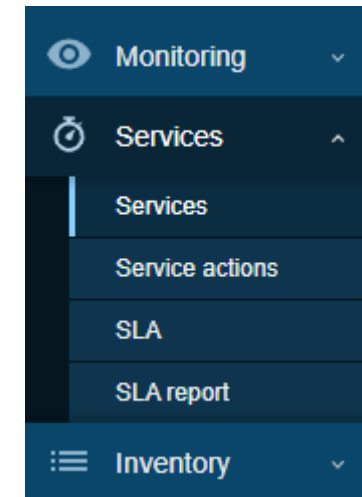 Monitoring
Services
Services
Service actions
SLA
SLA report
Inventory